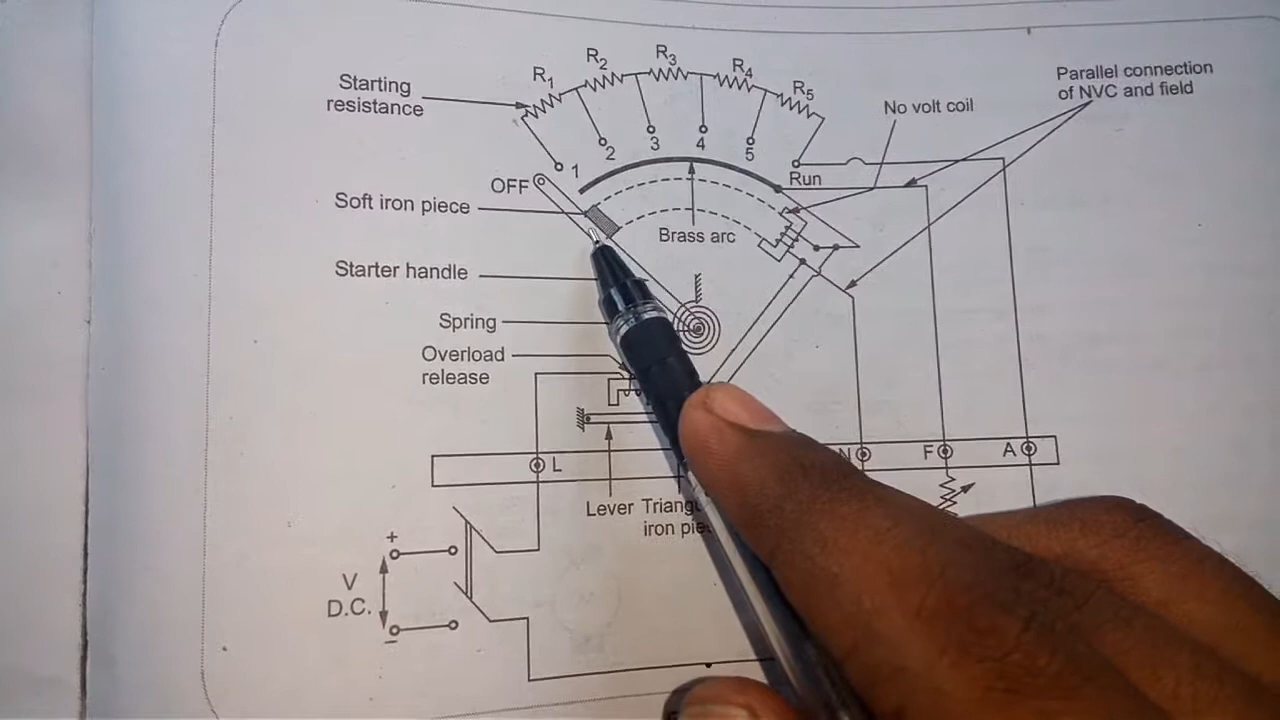 R1
R2
R3
R4
R5
Starting
resistance
Parallel connection
of NVC and field
No volt coil
1
2
3
4
5
Run
OFF
Soft iron piece
Brass arc
Starter handle
Spring
Overload
release
L
N
F
A
Lever
iron
+
V
D.C.
–